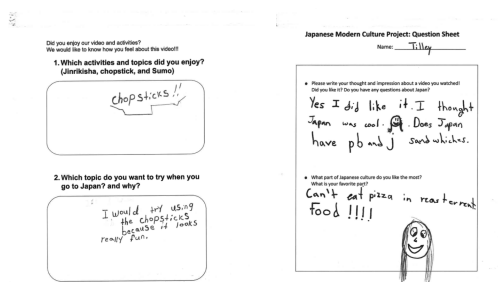 Did you enjoy our video and activities?
We would like to know how you feel about this video!!!
1. Which activities and topics did you enjoy?
(Jinrikisha, chopstick, and Sumo)
chopsticks!!
2. Which topic do you want to try when you
go to Japan? and why?
I would try using
the chopsticks
because it looks
really fun.
Japanese Modern Culture Project: Question Sheet
Name: Tilley
Please write your thought and impression about a video you watched!
Did you like it? Do you have any questions about Japan?
Yes I did like it. I thought
Japan was cool. Does Japan
have pb and j sandwhiches.
What part of Japanese culture do you like the most?
What is your favorite part?
Can't eat pizza in
food !!!!